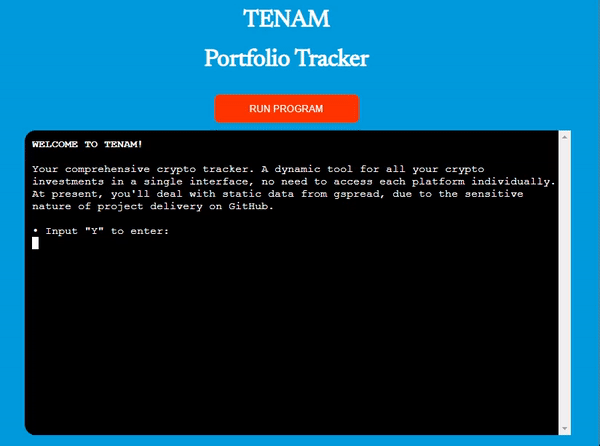 TENAM
Portfolio Tracker
RUN PROGRAM
WELCOME TO TENAM!
Your comprehensive crypto tracker. A dynamic tool for all your crypto
investments in a single interface, no need to access each platform individually.
At present, you'll deal with static data from gspread, due to the sensitive
nature of project delivery on GitHub.
• Input "Y" to enter: